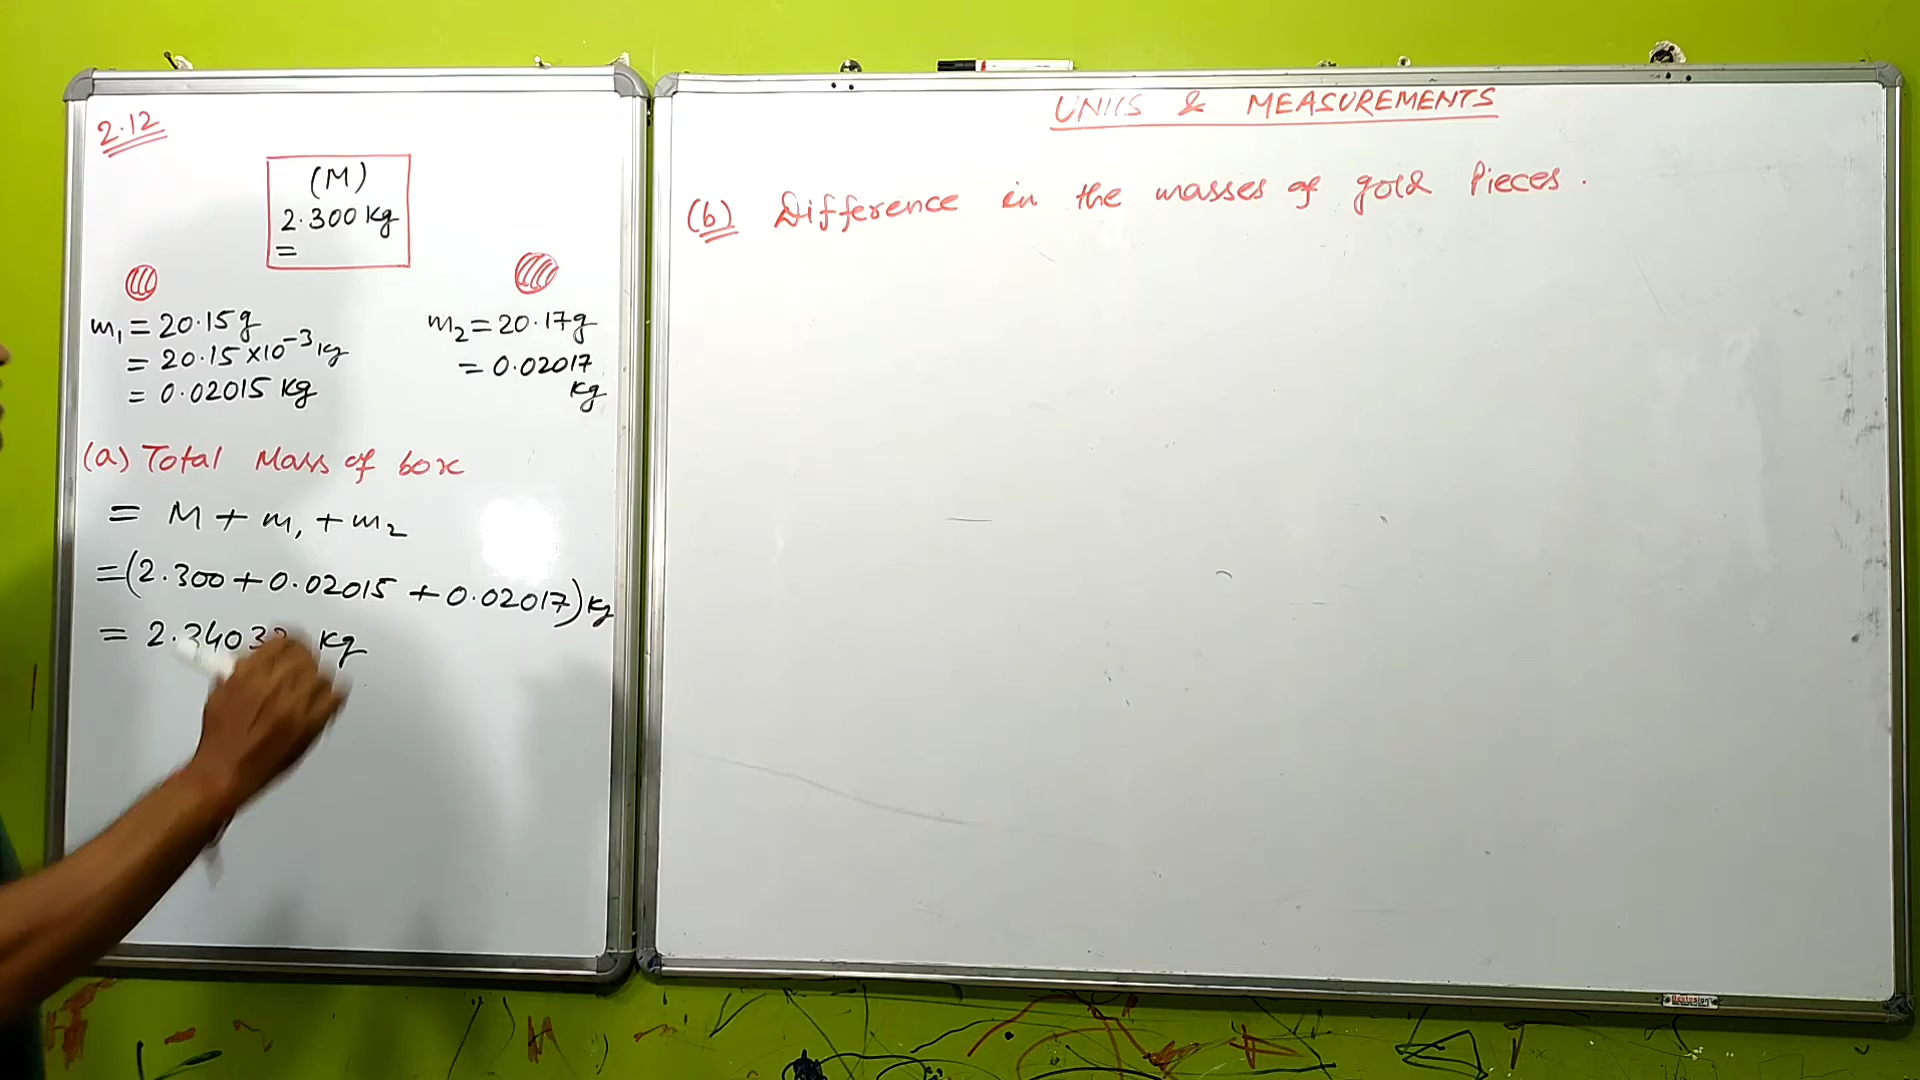 2.12
(M)
2.300 kg
=
m₁ = 20.15 g
= 20.15 × 10⁻³ kg
= 0.02015 kg
m₂ = 20.17 g
= 0.02017
kg
(a) Total Mass of box
= M + m₁ + m₂
= (2.300 + 0.02015 + 0.02017) kg
= kg
UNITS & MEASUREMENTS
(b) Difference in the masses of gold Pieces.